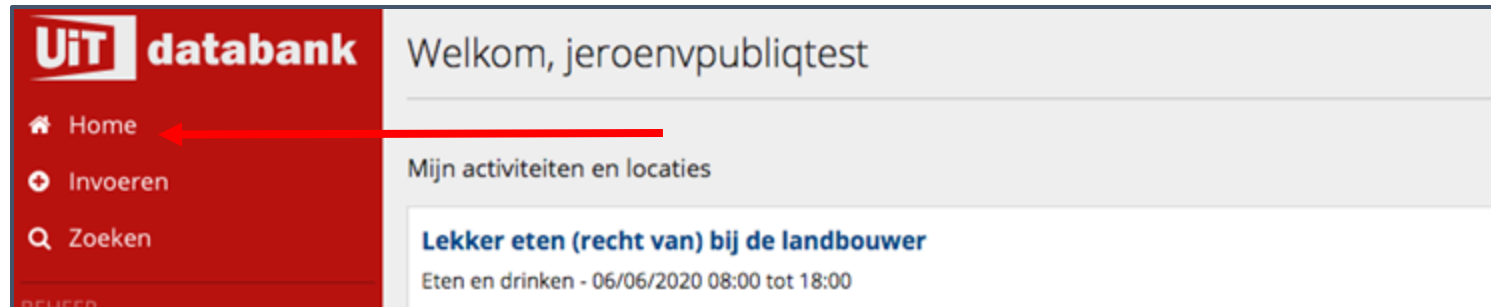 UiT databank
Home
Invoeren
Zoeken
BEHEER
Welkom, jeroenvpubliqtest
Mijn activiteiten en locaties
Lekker eten (recht van) bij de landbouwer
Eten en drinken - 06/06/2020 08:00 tot 18:00